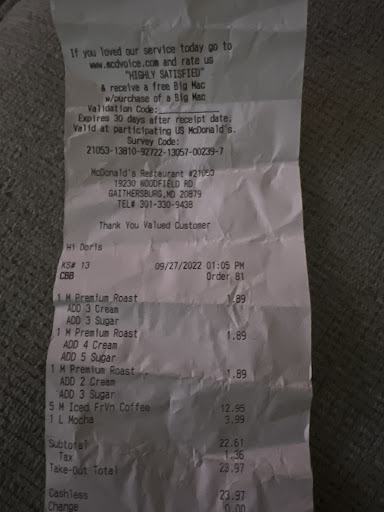 If you loved our service today go to
www.mcdvoice.com and rate us
"HIGHLY SATISFIED"
& receive a free Big Mac
w/purchase of a Big Mac
Validation Code:
Expires 30 days after receipt date.
Valid at participating US McDonald's.
Survey Code:
21053-13810-92722-13057-00239-7
McDonald's Restaurant #21053
19230 WOODFIELD RD
GAITHERSBURG,MD 20879
TEL# 301-330-9438
Thank You Valued Customer
Hi Doris
KS# 13 09/27/2022 01:05 PM
CBB Order 81
1 M Premium Roast 1.89
ADD 3 Cream
ADD 3 Sugar
1 M Premium Roast 1.89
ADD 4 Cream
ADD 5 Sugar
1 M Premium Roast 1.89
ADD 2 Cream
ADD 3 Sugar
5 M Iced FrVn Coffee 12.95
1 L Mocha 3.99
Subtotal 22.61
Tax 1.36
Take-Out Total 23.97
Cashless 23.97
Change 0.00